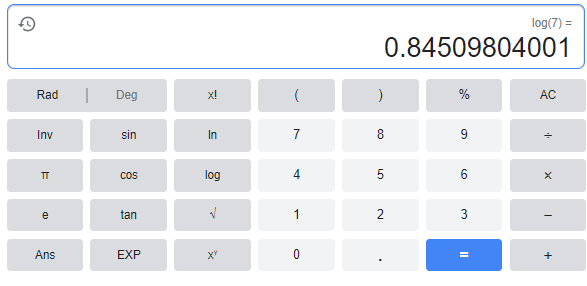 log(7) =
0.84509804001
Rad | Deg x! ( ) % AC
Inv sin ln 7 8 9 ÷
π cos log 4 5 6 ×
e tan √ 1 2 3 −
Ans EXP xʸ 0 . = +